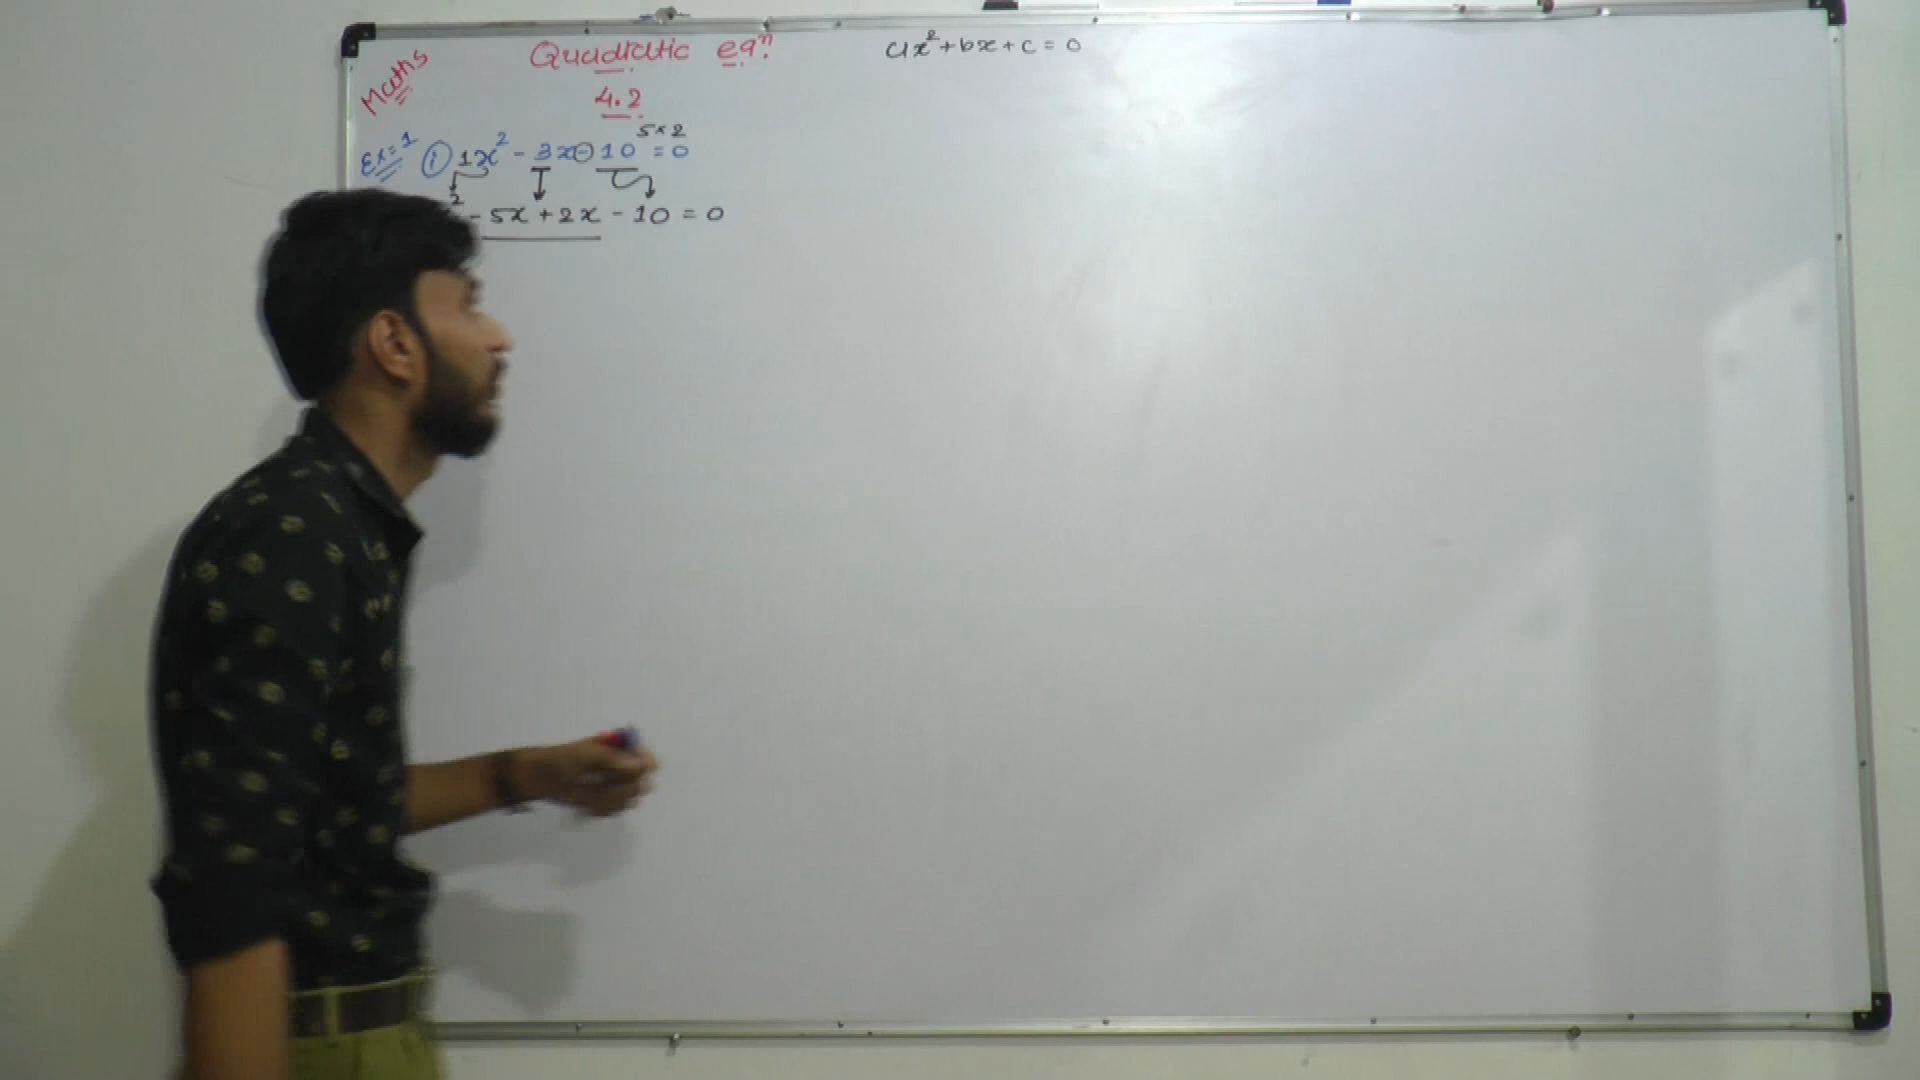 Maths
Quadratic eqⁿ.
ax² + bx + c = 0
4.2
5 × 2
Ex = 1 ① 1x² - 3x - 10 = 0
² - 5x + 2x - 10 = 0